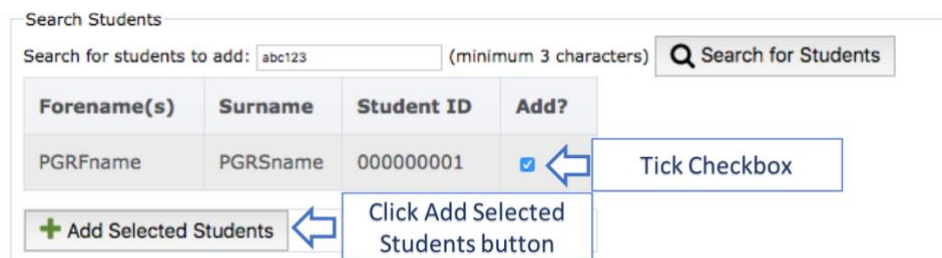 Search Students
Search for students to add: abc123 (minimum 3 characters) Search for Students
Forename(s) Surname Student ID Add?
PGRFname PGRSname 000000001
Tick Checkbox
Add Selected Students
Click Add Selected
Students button